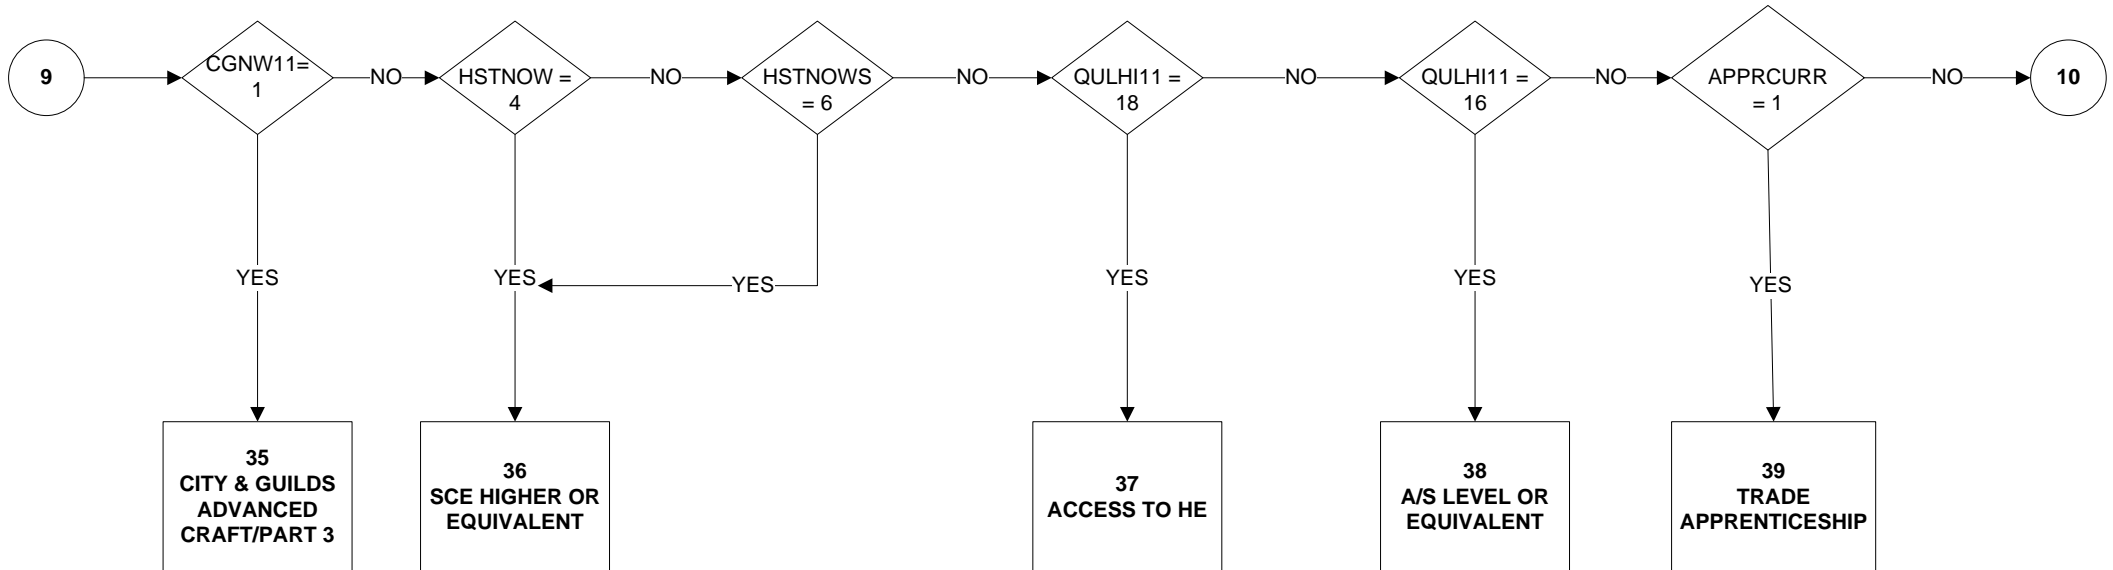 9
CGNW11=
1
NO
HSTNOW =
4
NO
HSTNOWS
= 6
NO
QULHI11 =
18
NO
QULHI11 =
16
NO
APPRCURR
= 1
NO
10
YES
YES
YES
YES
YES
YES
35
CITY & GUILDS
ADVANCED
CRAFT/PART 3
36
SCE HIGHER OR
EQUIVALENT
37
ACCESS TO HE
38
A/S LEVEL OR
EQUIVALENT
39
TRADE
APPRENTICESHIP